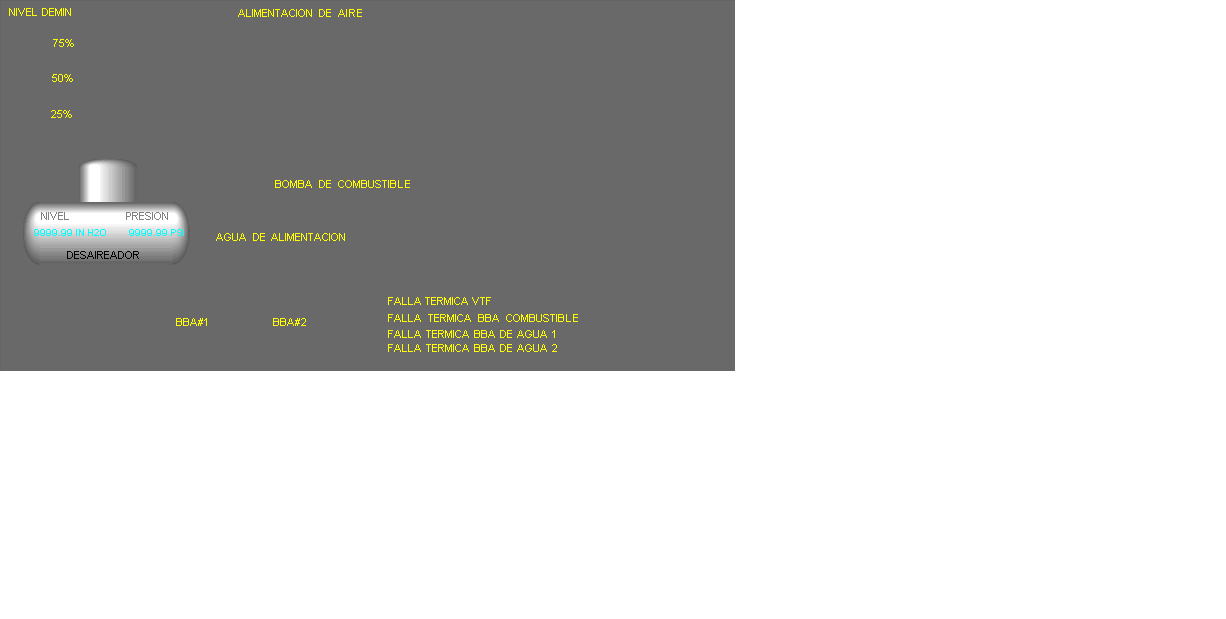 NIVEL DEMIN
ALIMENTACION DE AIRE
75%
50%
25%
BOMBA DE COMBUSTIBLE
NIVEL PRESION
9999.99 IN H2O 9999.99 PS
AGUA DE ALIMENTACION
DESAIREADOR
FALLA TERMICA VTF
BBA#1 BBA#2
FALLA TERMICA BBA COMBUSTIBLE
FALLA TERMICA BBA DE AGUA 1
FALLA TERMICA BBA DE AGUA 2